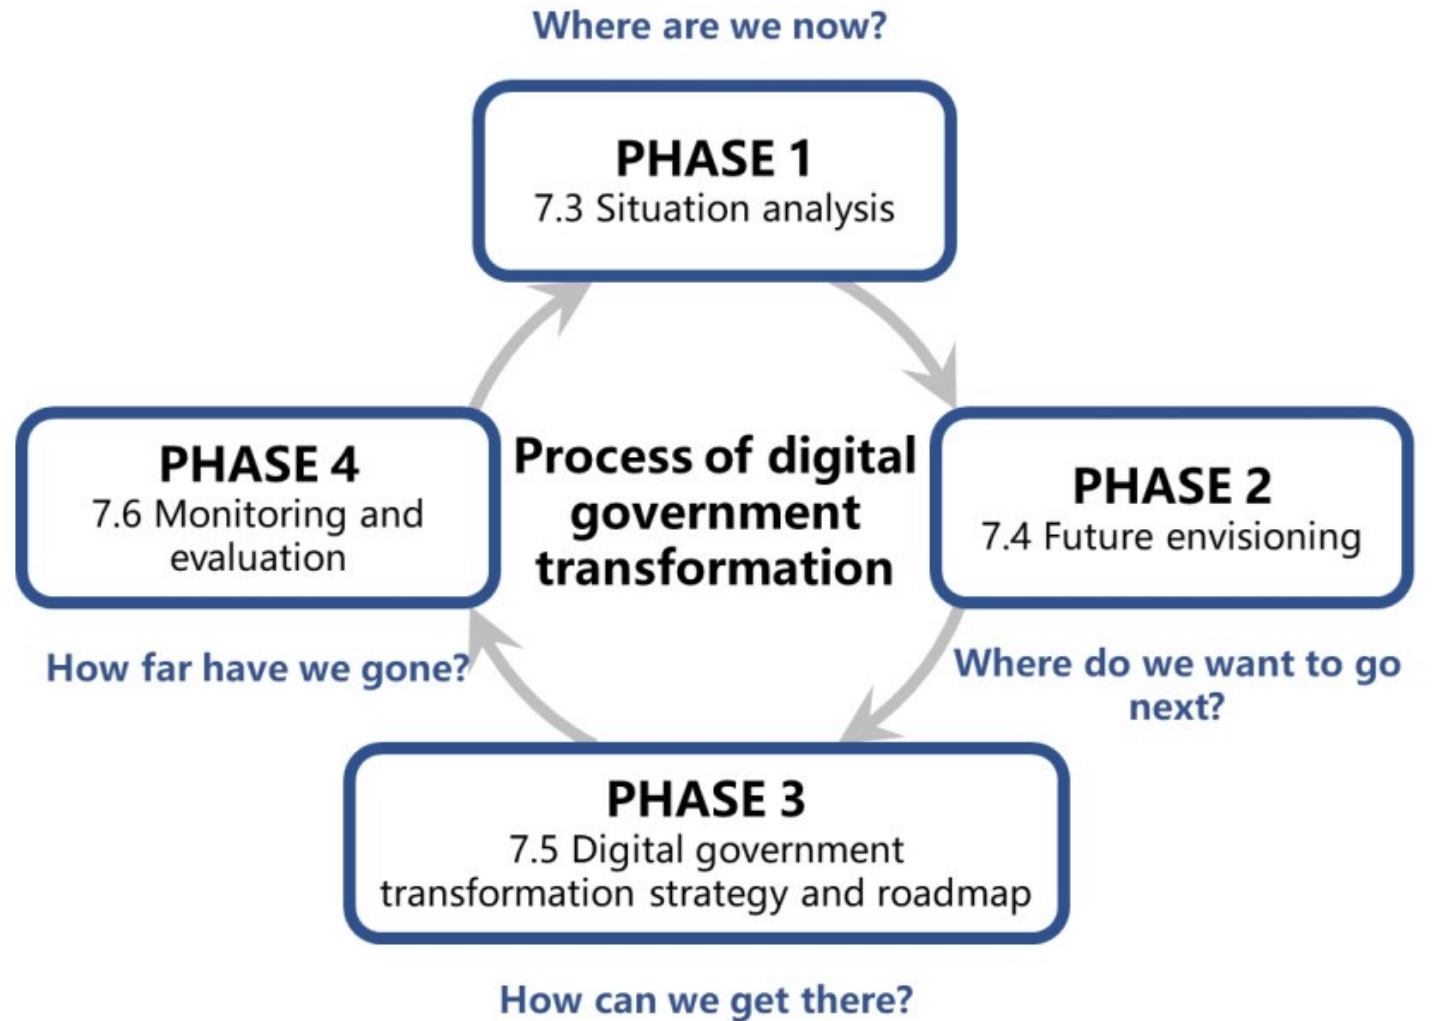 Where are we now?
PHASE 1
7.3 Situation analysis
PHASE 4
7.6 Monitoring and
evaluation
Process of digital
government
transformation
PHASE 2
7.4 Future envisioning
How far have we gone?
Where do we want to go
next?
PHASE 3
7.5 Digital government
transformation strategy and roadmap
How can we get there?